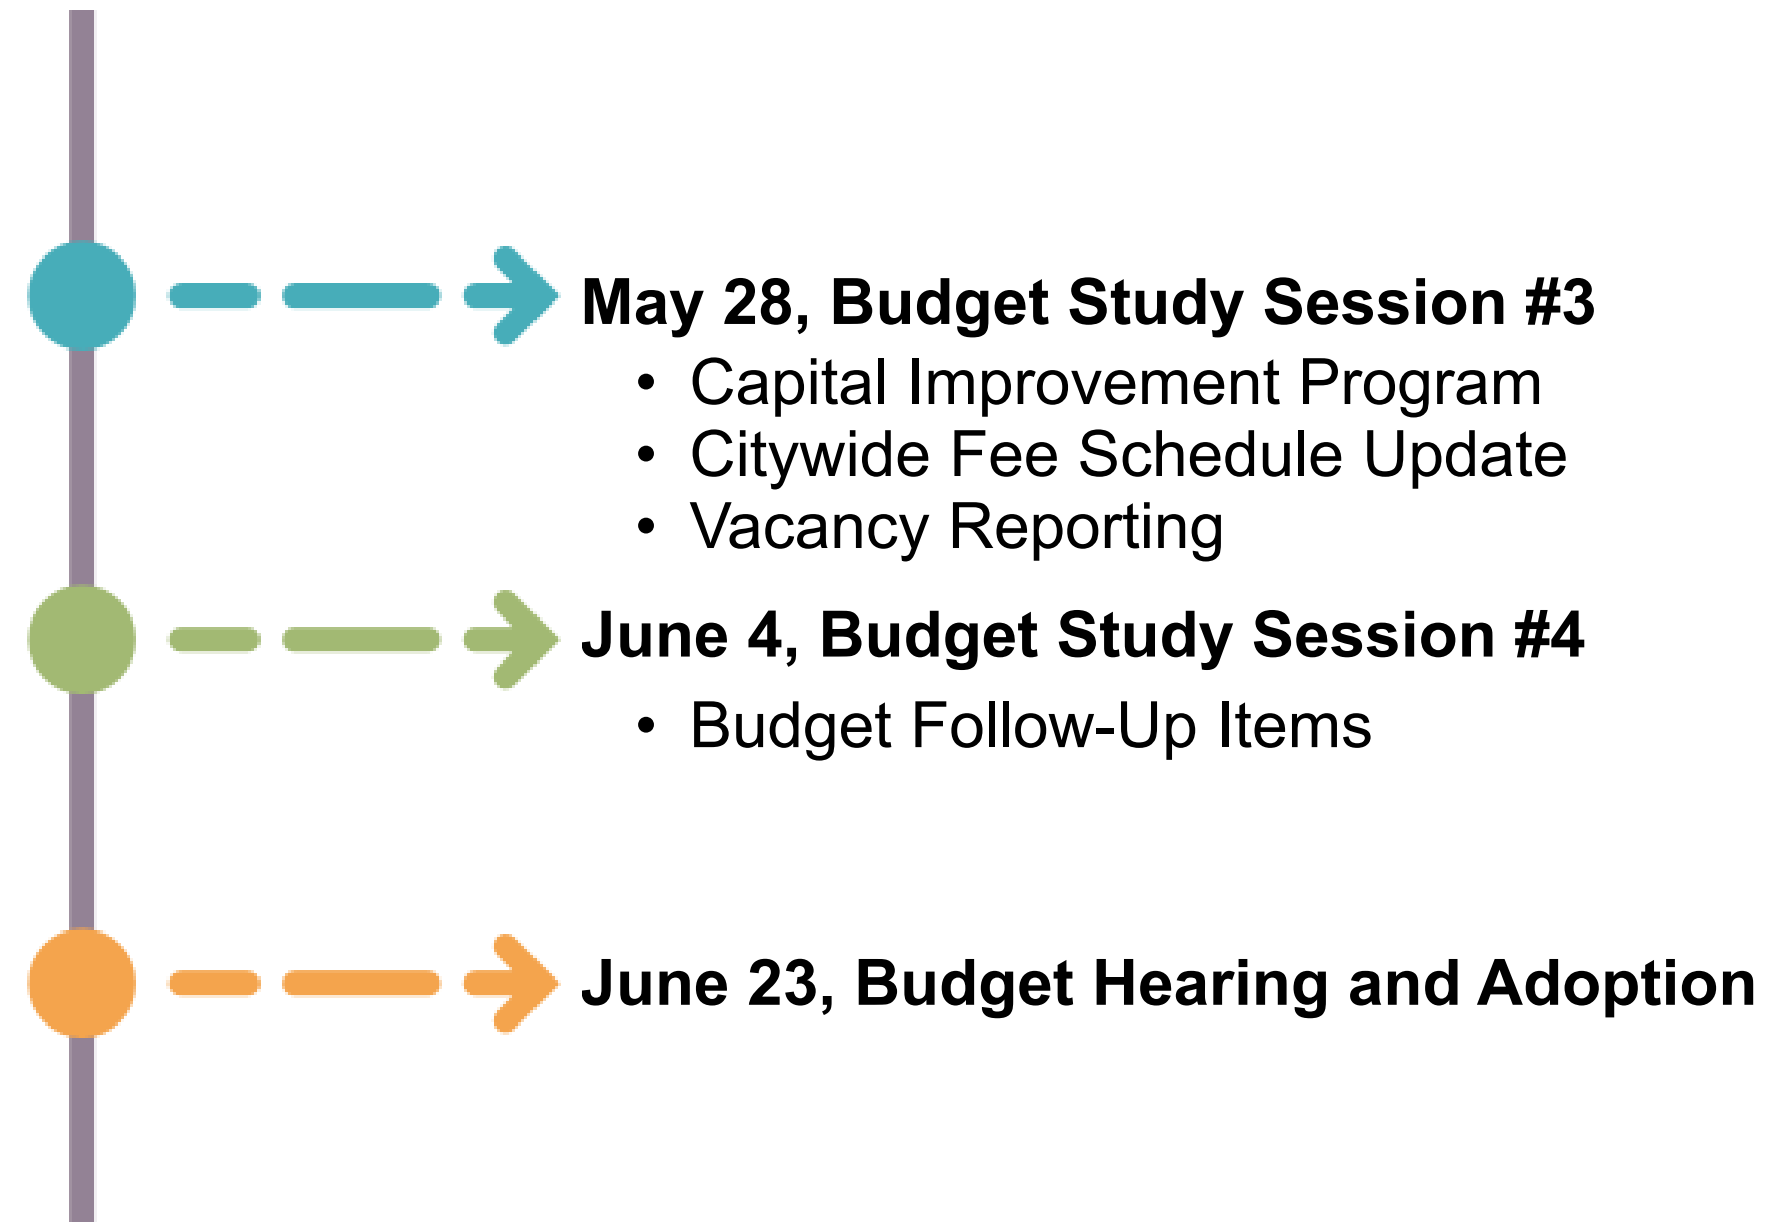 May 28, Budget Study Session #3
• Capital Improvement Program
• Citywide Fee Schedule Update
• Vacancy Reporting
June 4, Budget Study Session #4
• Budget Follow-Up Items
June 23, Budget Hearing and Adoption